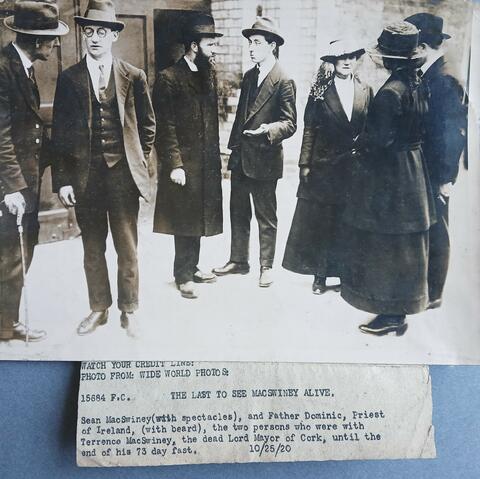 WATCH YOUR CREDIT LINE:
PHOTO FROM: WIDE WORLD PHOTOS:
15684 F.C. THE LAST TO SEE MACSWINEY ALIVE.
Sean MacSwiney(with spectacles), and Father Dominic, Priest
of Ireland, (with beard), the two persons who were with
Terrence MacSwiney, the dead Lord Mayor of Cork, until the
end of his 73 day fast. 10/25/20